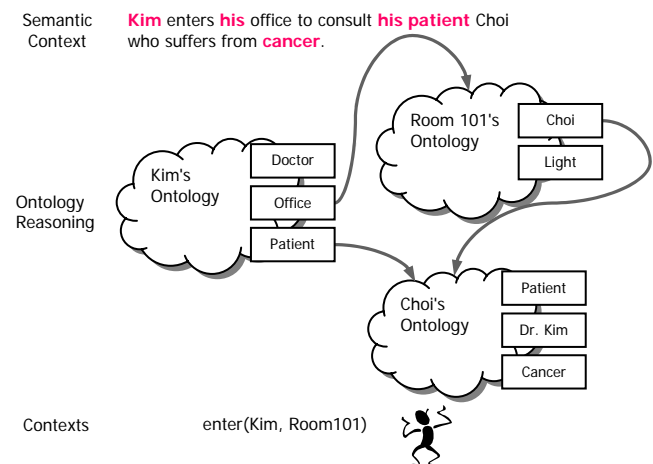 Semantic
Context
Kim enters his office to consult his patient Choi
who suffers from cancer.
Room 101's
Ontology
Choi
Light
Kim's
Ontology
Doctor
Office
Patient
Ontology
Reasoning
Choi's
Ontology
Patient
Dr. Kim
Cancer
Contexts
enter(Kim, Room101)